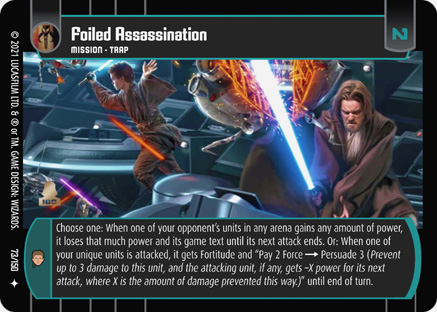 Foiled Assassination
MISSION - TRAP
N
Choose one: When one of your opponent's units in any arena gains any amount of power,
it loses that much power and its game text until its next attack ends. Or: When one of
your unique units is attacked, it gets Fortitude and "Pay 2 Force → Persuade 3 (Prevent
up to 3 damage to this unit, and the attacking unit, if any, gets -X power for its next
attack, where X is the amount of damage prevented this way.)" until end of turn.
© 2021 LUCASFILM LTD. & ® or TM. GAME DESIGN: WIZARDS.
73/150